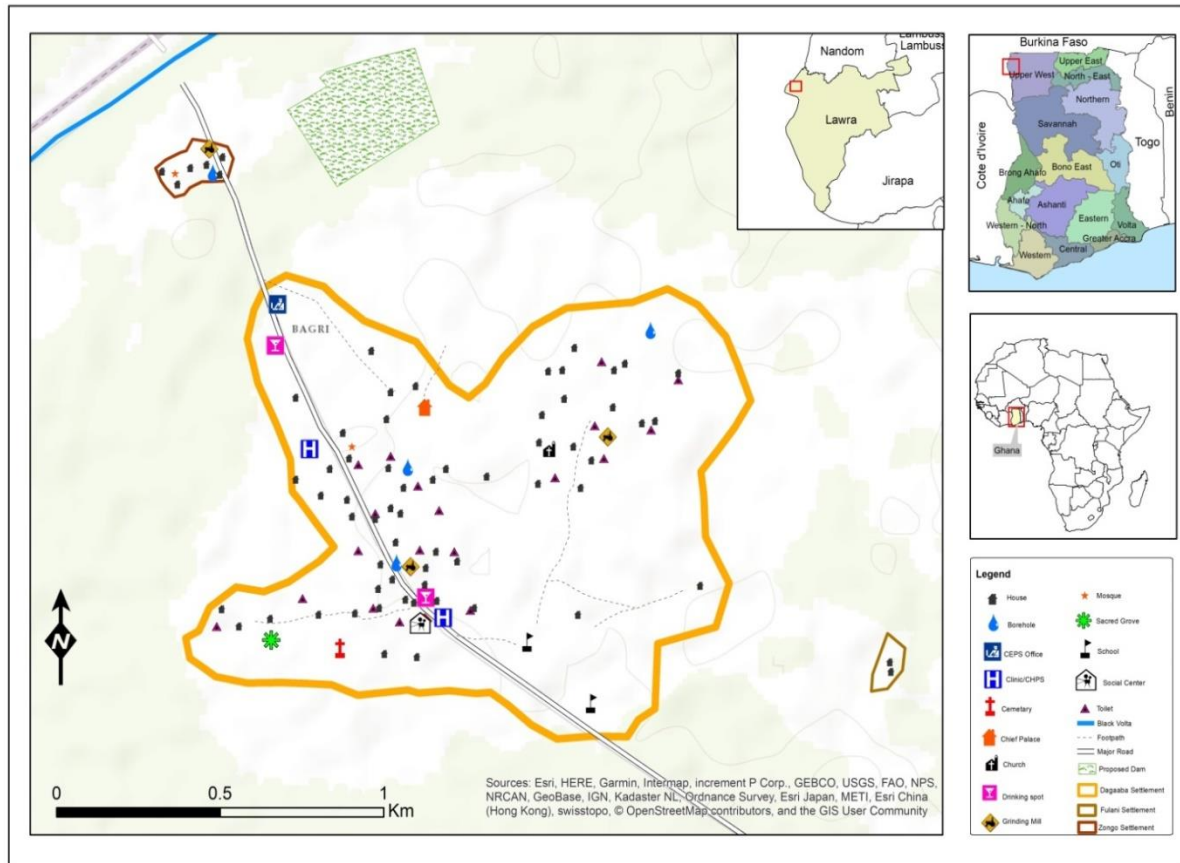 BAGRI
N
0
0.5
1
Km
Sources: Esri, HERE, Garmin, Intermap, increment P Corp., GEBCO, USGS, FAO, NPS,
NRCAN, GeoBase, IGN, Kadaster NL, Ordnance Survey, Esri Japan, METI, Esri China
(Hong Kong), swisstopo, © OpenStreetMap contributors, and the GIS User Community
Nandom
Lambuss
Lambuss
Lawra
Jirapa
Burkina Faso
Upper East
Upper West
North - East
Northern
Savannah
Benin
Togo
Cote d'Ivoire
Brong Ahafo
Bono East
Oti
Ahafo
Ashanti
Western - North
Eastern
Volta
Greater Accra
Central
Western
Ghana
Legend
House
Borehole
CEPS Office
Clinic/CHPS
Cemetary
Chief Palace
Church
Drinking spot
Grinding Mill
Mosque
Sacred Grove
School
Social Center
Toilet
Black Volta
Footpath
Major Road
Proposed Dam
Dagaaba Settlement
Fulani Settlement
Zongo Settlement